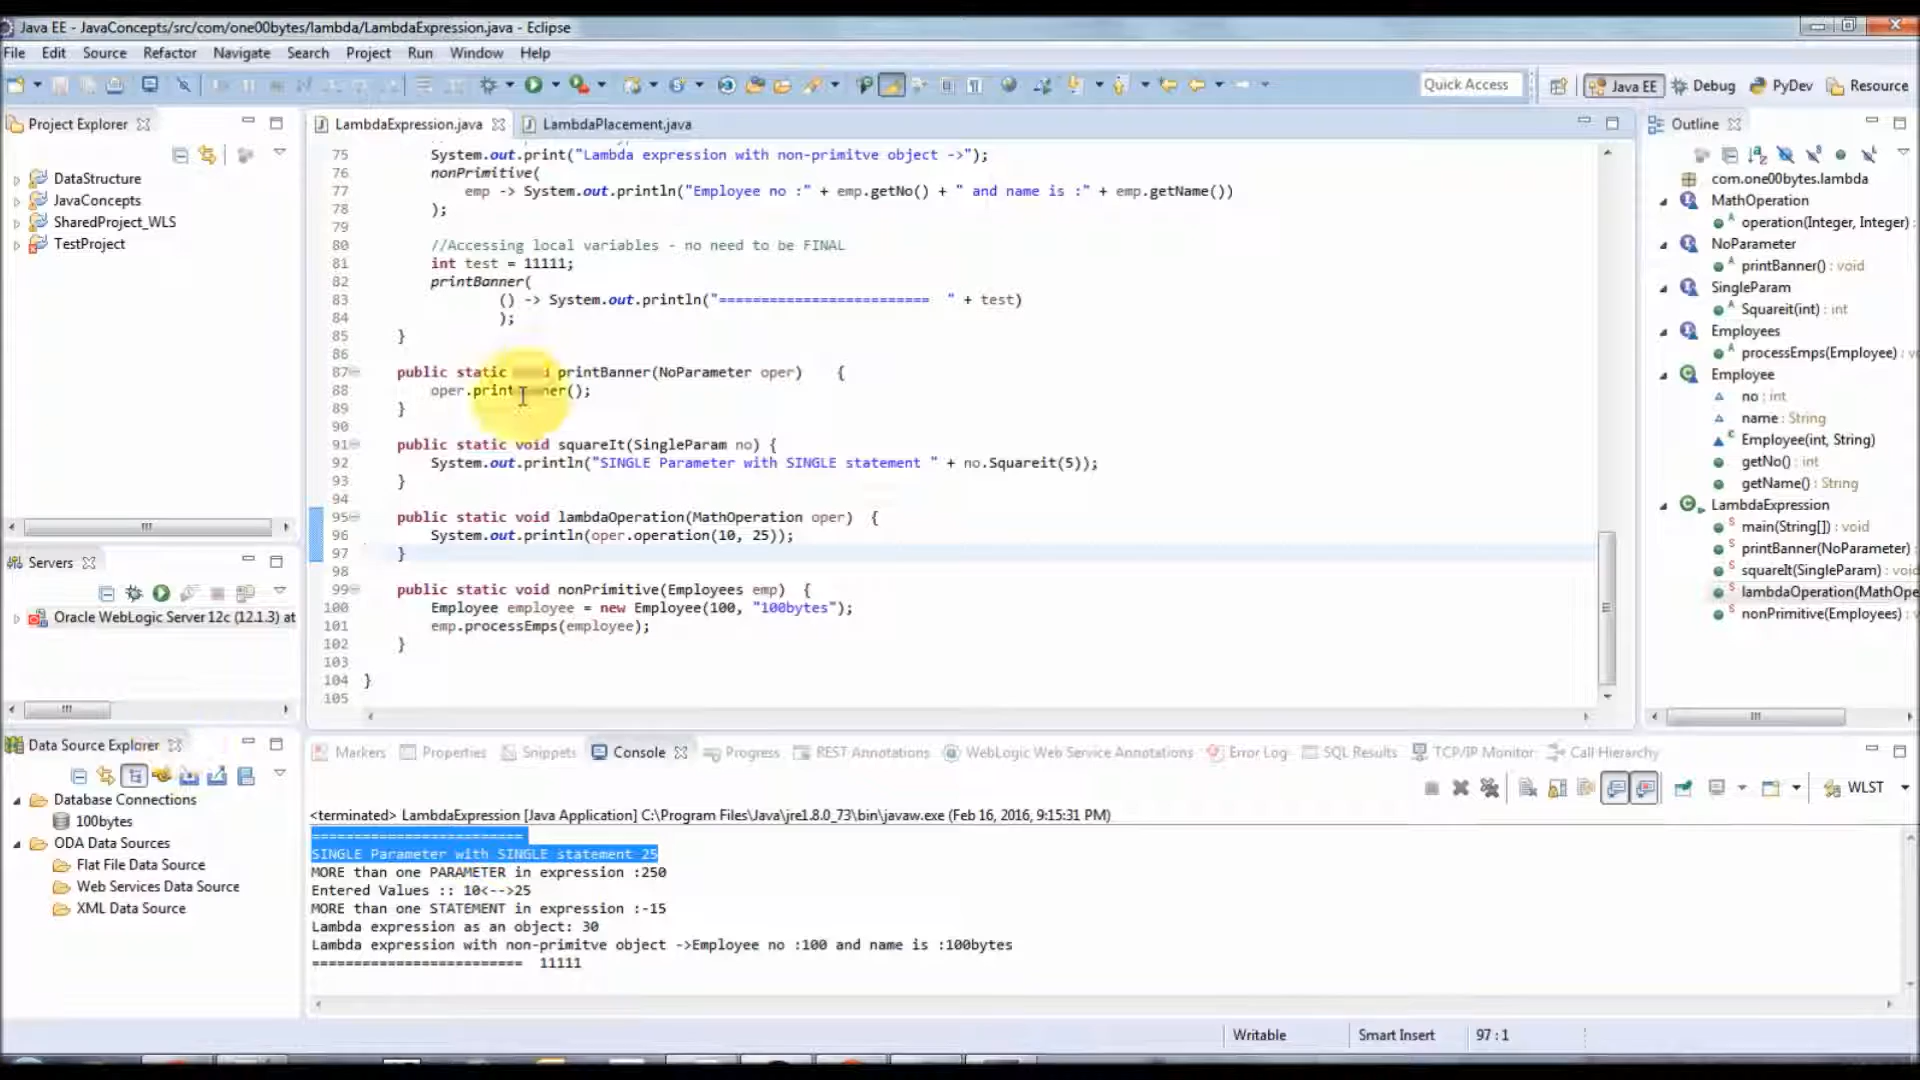 Java EE - JavaConcepts/src/com/one00bytes/lambda/LambdaExpression.java - Eclipse
File Edit Source Refactor Navigate Search Project Run Window Help
Quick Access
Java EE Debug PyDev Resource
Project Explorer
DataStructure
JavaConcepts
SharedProject_WLS
TestProject
Servers
Oracle WebLogic Server 12c (12.1.3) at
Data Source Explorer
Database Connections
100bytes
ODA Data Sources
Flat File Data Source
Web Services Data Source
XML Data Source
LambdaExpression.java LambdaPlacement.java
75 System.out.print("Lambda expression with non-primitve object ->");
76 nonPrimitive(
77 emp -> System.out.println("Employee no :" + emp.getNo() + " and name is :" + emp.getName())
78 );
79
80 //Accessing local variables - no need to be FINAL
81 int test = 11111;
82 printBanner(
83 () -> System.out.println("========================= " + test)
84 );
85 }
86
87 public static printBanner(NoParameter oper) {
88 oper.printBanner();
89 }
90
91 public static void squareIt(SingleParam no) {
92 System.out.println("SINGLE Parameter with SINGLE statement " + no.Squareit(5));
93 }
94
95 public static void lambdaOperation(MathOperation oper) {
96 System.out.println(oper.operation(10, 25));
97 }
98
99 public static void nonPrimitive(Employees emp) {
100 Employee employee = new Employee(100, "100bytes");
101 emp.processEmps(employee);
102 }
103
104 }
105
Outline
com.one00bytes.lambda
MathOperation
operation(Integer, Integer) :
NoParameter
printBanner() : void
SingleParam
Squareit(int) : int
Employees
processEmps(Employee) : v
Employee
no : int
name : String
Employee(int, String)
getNo() : int
getName() : String
LambdaExpression
main(String[]) : void
printBanner(NoParameter) :
squareIt(SingleParam) : void
lambdaOperation(MathOpe
nonPrimitive(Employees) : v
Markers Properties Snippets Console Progress REST Annotations WebLogic Web Service Annotations Error Log SQL Results TCP/IP Monitor Call Hierarchy
WLST
<terminated> LambdaExpression [Java Application] C:\Program Files\Java\jre1.8.0_73\bin\javaw.exe (Feb 16, 2016, 9:15:31 PM)
=========================
SINGLE Parameter with SINGLE statement 25
MORE than one PARAMETER in expression :250
Entered Values :: 10<-->25
MORE than one STATEMENT in expression :-15
Lambda expression as an object: 30
Lambda expression with non-primitve object ->Employee no :100 and name is :100bytes
========================= 11111
Writable Smart Insert 97 : 1